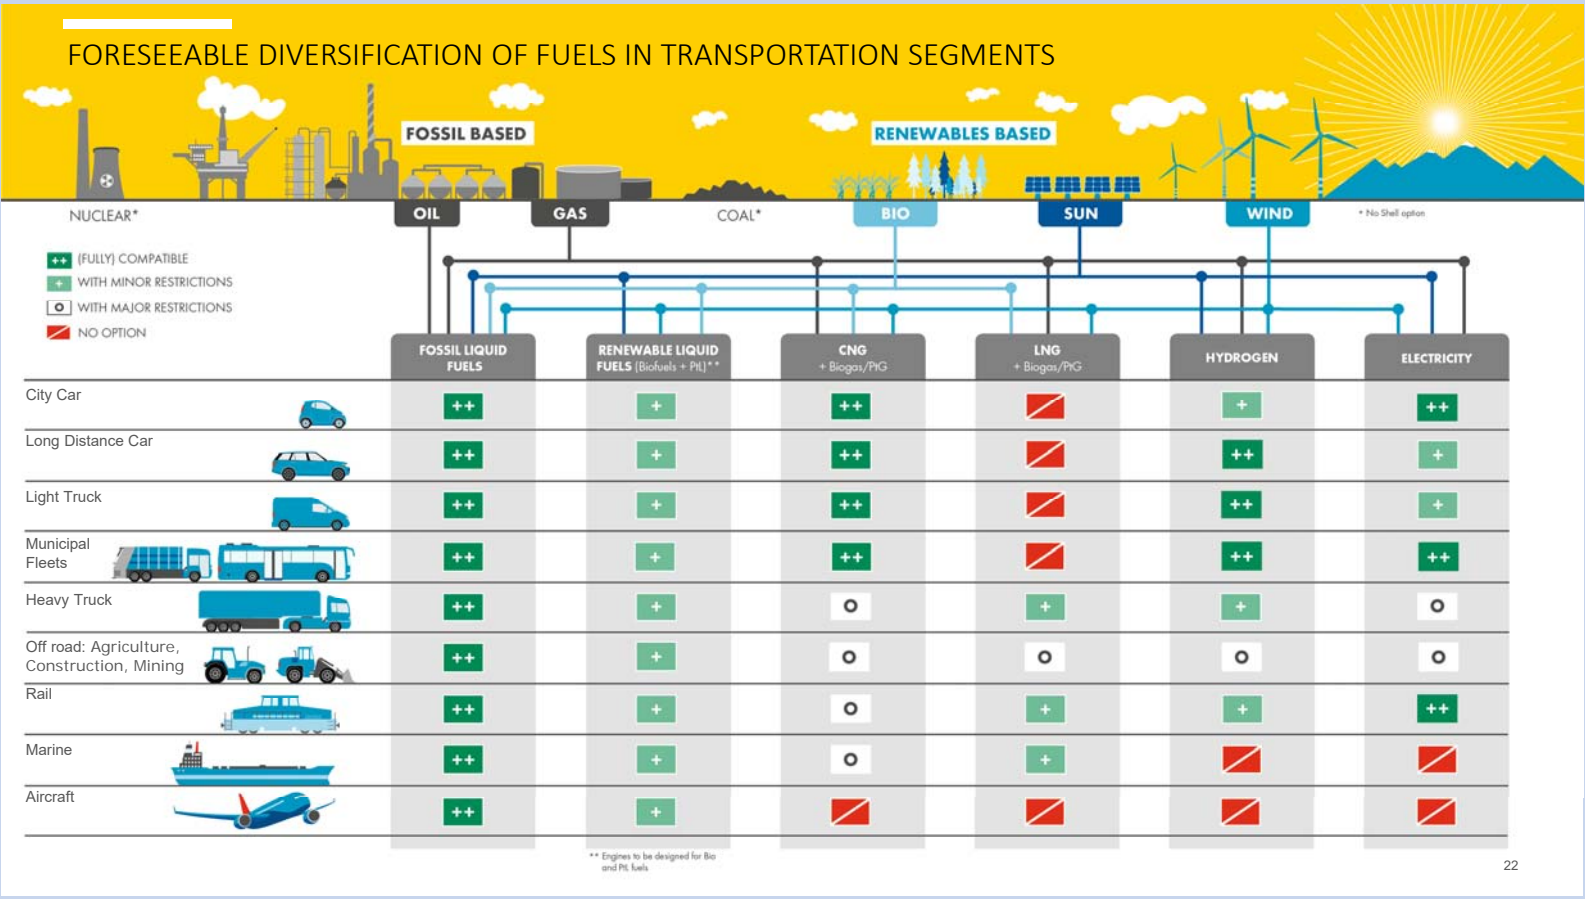 FORESEEABLE DIVERSIFICATION OF FUELS IN TRANSPORTATION SEGMENTS
FOSSIL BASED
RENEWABLES BASED
NUCLEAR*
OIL
GAS
COAL*
BIO
SUN
WIND
* No Shell option
++ (FULLY) COMPATIBLE
+ WITH MINOR RESTRICTIONS
O WITH MAJOR RESTRICTIONS
NO OPTION
FOSSIL LIQUID
FUELS
RENEWABLE LIQUID
FUELS (Biofuels + PtL)**
CNG
+ Biogas/PtG
LNG
+ Biogas/PtG
HYDROGEN
ELECTRICITY
City Car
++ + ++ + ++
Long Distance Car
++ + ++ ++ +
Light Truck
++ + ++ ++ +
Municipal
Fleets
++ + ++ ++ ++
Heavy Truck
++ + O + + O
Off road: Agriculture,
Construction, Mining
++ + O O O O
Rail
++ + O + + ++
Marine
++ + O +
Aircraft
++ +
** Engines to be designed for Bio
and PtL fuels
22